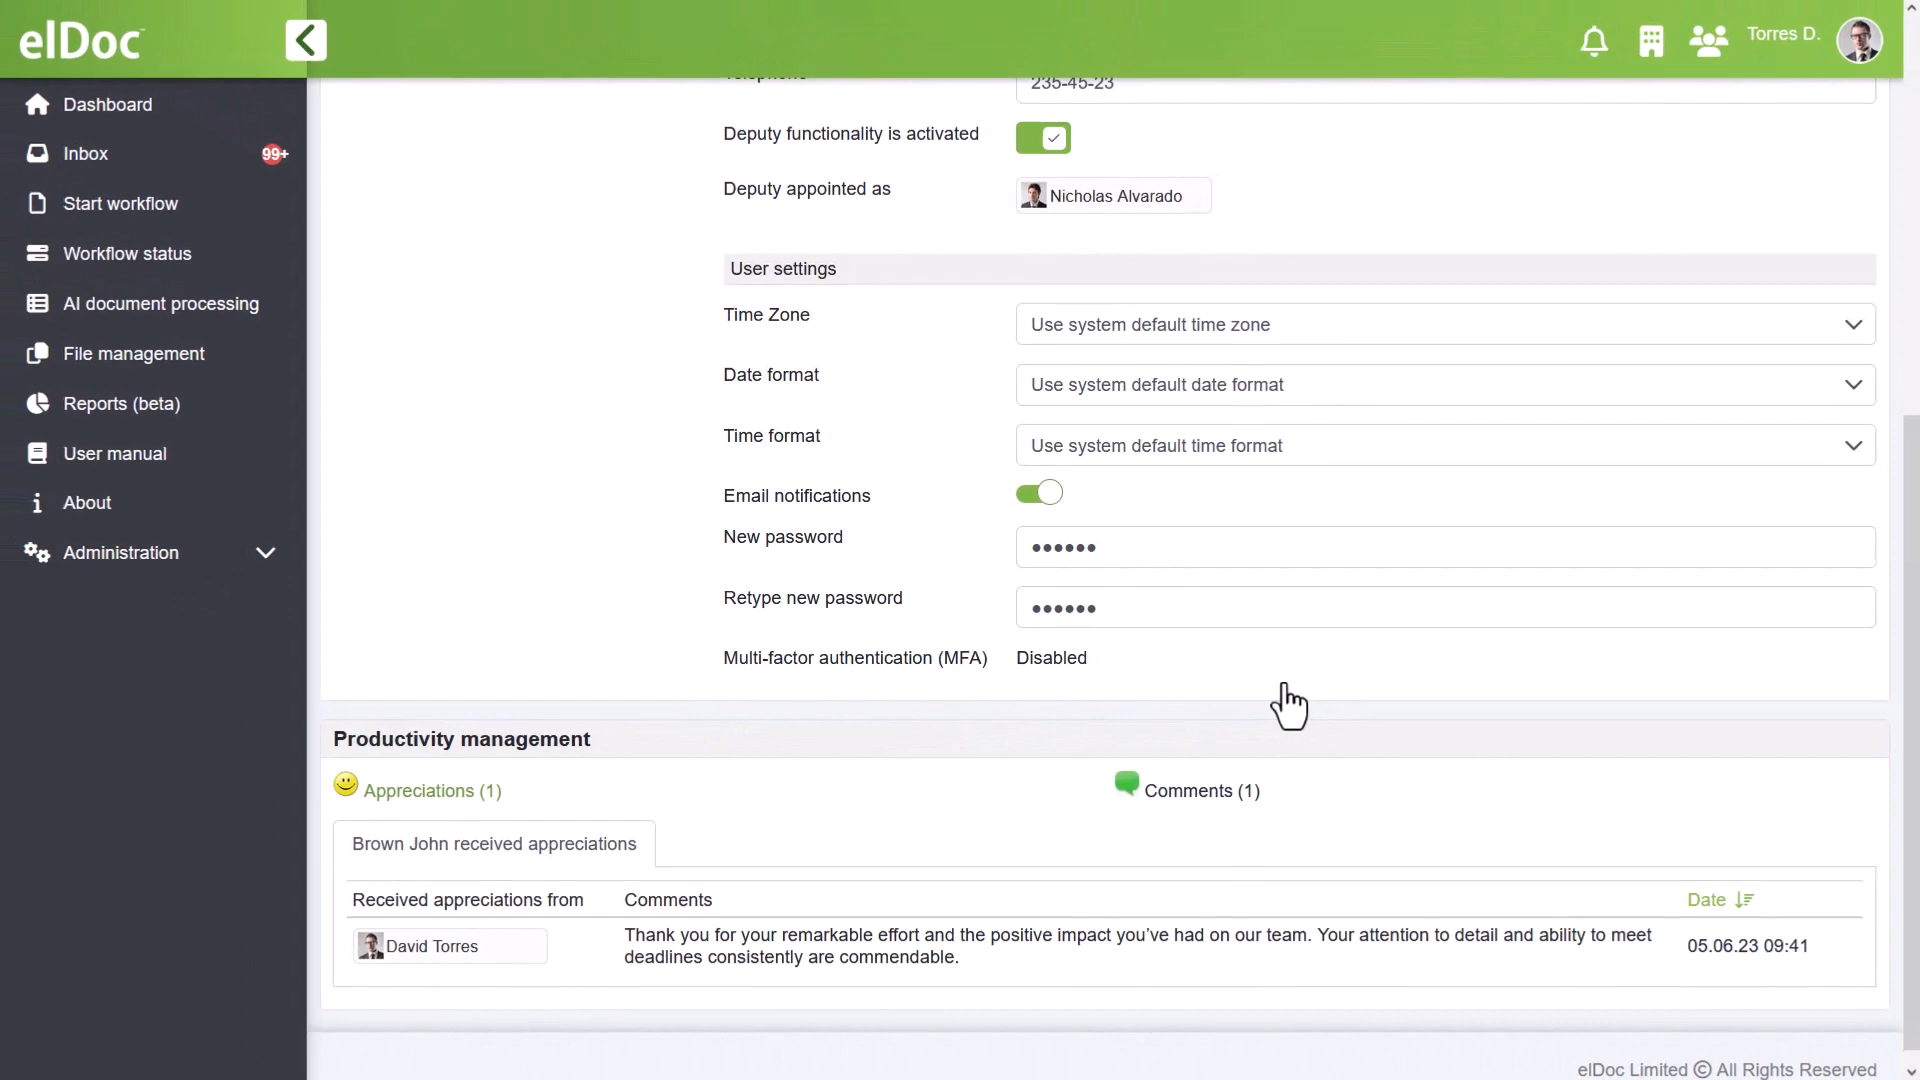 elDoc
Torres D.
Dashboard
Inbox
99+
Start workflow
Workflow status
AI document processing
File management
Reports (beta)
User manual
About
Administration
Telephone
235-45-23
Deputy functionality is activated
Deputy appointed as
Nicholas Alvarado
User settings
Time Zone
Use system default time zone
Date format
Use system default date format
Time format
Use system default time format
Email notifications
New password
••••••
Retype new password
••••••
Multi-factor authentication (MFA)
Disabled
Productivity management
Appreciations (1)
Comments (1)
Brown John received appreciations
Received appreciations from
Comments
Date
David Torres
Thank you for your remarkable effort and the positive impact you’ve had on our team. Your attention to detail and ability to meet
deadlines consistently are commendable.
05.06.23 09:41
elDoc Limited © All Rights Reserved